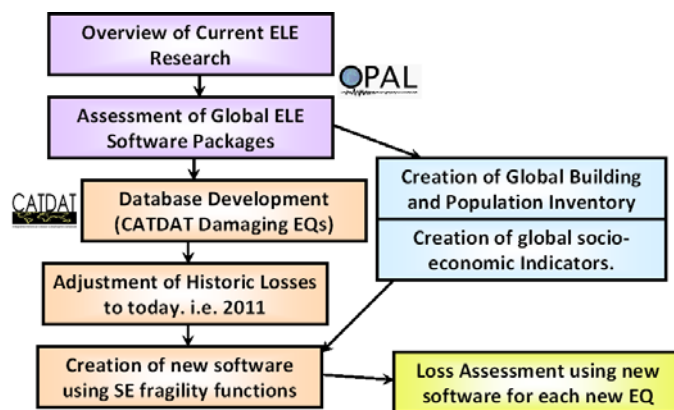 Overview of Current ELE
Research
OPAL
Assessment of Global ELE
Software Packages
CATDAT
Database Development
(CATDAT Damaging EQs)
Creation of Global Building
and Population Inventory
Creation of global socio-
economic Indicators.
Adjustment of Historic Losses
to today. i.e. 2011
Creation of new software
using SE fragility functions
Loss Assessment using new
software for each new EQ